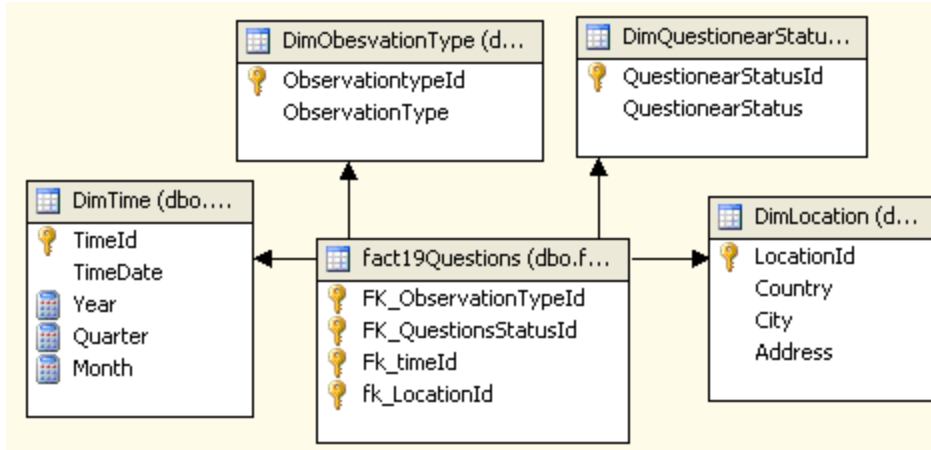 DimObesvationType (d...
ObservationtypeId
ObservationType
DimQuestionearStatu...
QuestionearStatusId
QuestionearStatus
DimTime (dbo....
TimeId
TimeDate
Year
Quarter
Month
fact19Questions (dbo.f...
FK_ObservationTypeId
FK_QuestionsStatusId
Fk_timeId
fk_LocationId
DimLocation (d...
LocationId
Country
City
Address